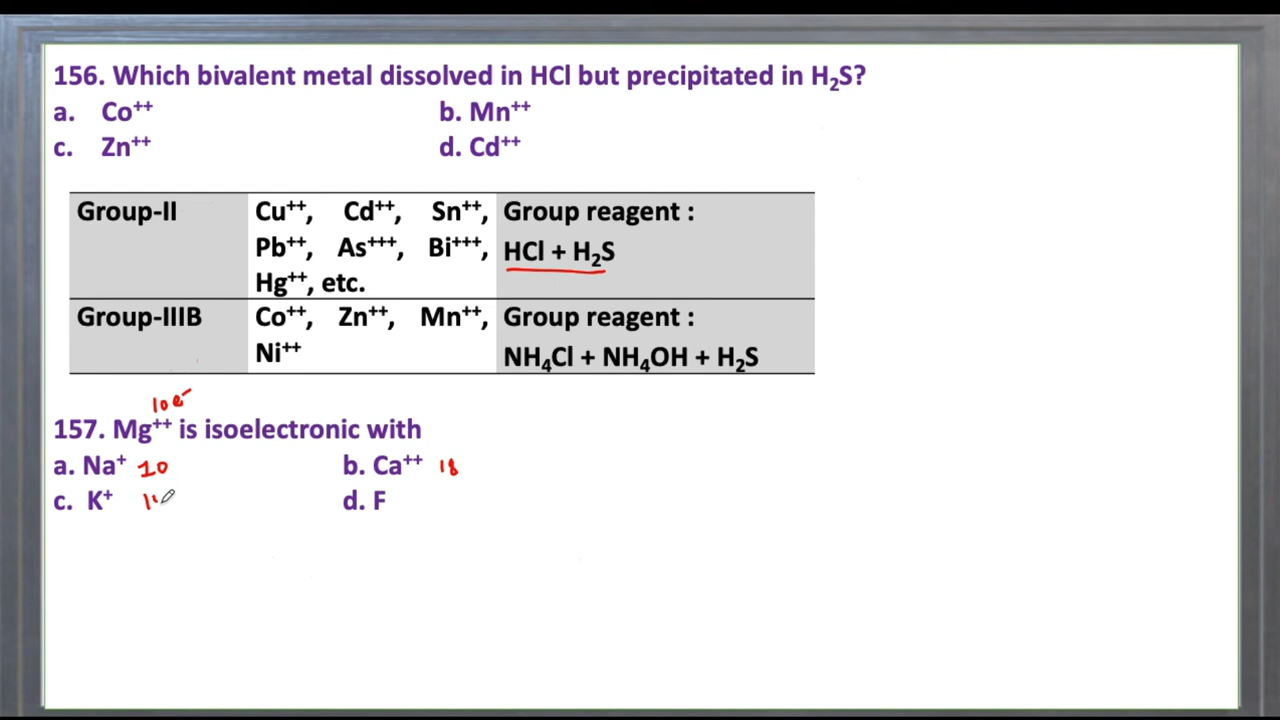 156. Which bivalent metal dissolved in HCl but precipitated in H₂S?
a. Co⁺⁺ b. Mn⁺⁺
c. Zn⁺⁺ d. Cd⁺⁺
Group-II Cu⁺⁺, Cd⁺⁺, Sn⁺⁺, Group reagent :
Pb⁺⁺, As⁺⁺⁺, Bi⁺⁺⁺, HCl + H₂S
Hg⁺⁺, etc.
Group-IIIB Co⁺⁺, Zn⁺⁺, Mn⁺⁺, Group reagent :
Ni⁺⁺ NH₄Cl + NH₄OH + H₂S
10e⁻
157. Mg⁺⁺ is isoelectronic with
a. Na⁺ 10 b. Ca⁺⁺ 18
c. K⁺ d. F